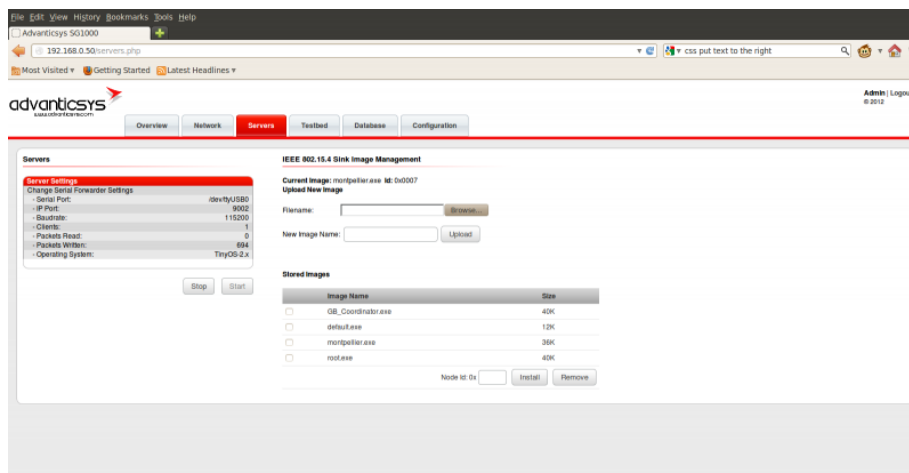 File Edit View History Bookmarks Tools Help
Advanticsys SG1000
192.168.0.50/servers.php
css put text to the right
Most Visited Getting Started Latest Headlines
advanticsys
www.advanticsys.com
Admin | Logou
© 2012
Overview Network Servers Testbed Database Configuration
Servers
Server Settings
Change Serial Forwarder Settings
- Serial Port: /dev/ttyUSB0
- IP Port: 9002
- Baudrate: 115200
- Clients: 1
- Packets Read: 0
- Packets Written: 694
- Operating System: TinyOS-2.x
Stop Start
IEEE 802.15.4 Sink Image Management
Current Image: montpellier.exe Id: 0x0007
Upload New Image
Filename: Browse...
New Image Name: Upload
Stored Images
Image Name Size
GB_Coordinator.exe 40K
default.exe 12K
montpellier.exe 36K
root.exe 40K
Node Id: 0x Install Remove